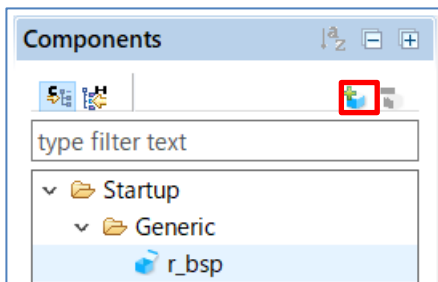 Components
type filter text
Startup
Generic
r_bsp